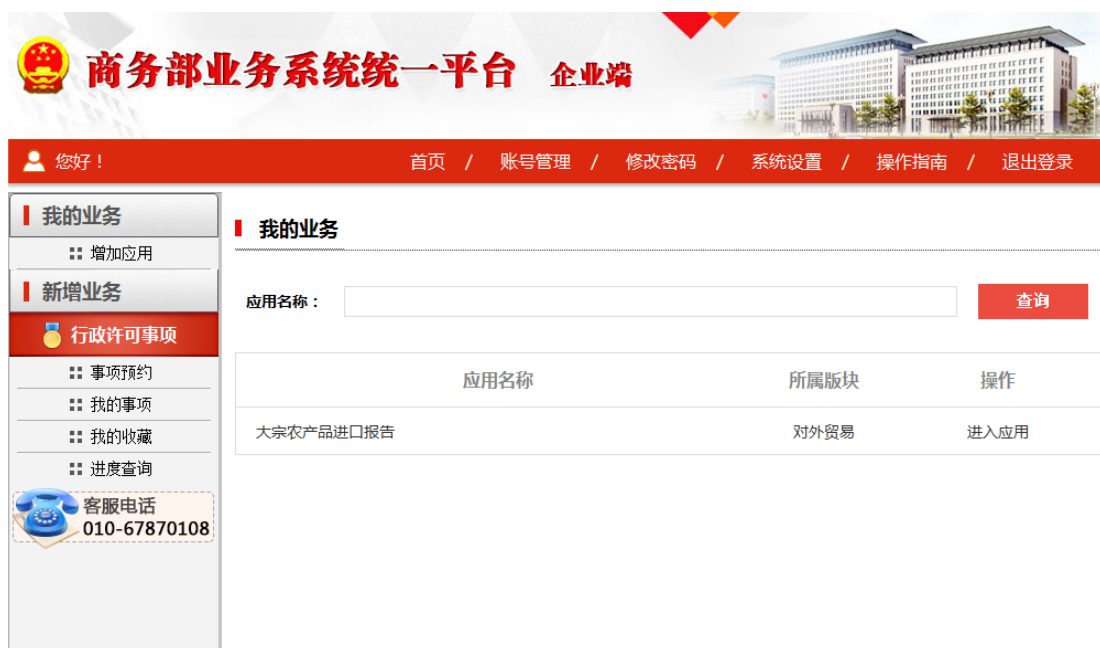 商务部业务系统统一平台 企业端
您好！ 首页 / 账号管理 / 修改密码 / 系统设置 / 操作指南 / 退出登录
我的业务
增加应用
新增业务
行政许可事项
事项预约
我的事项
我的收藏
进度查询
客服电话
010-67870108
我的业务
应用名称： 查询
应用名称 所属版块 操作
大宗农产品进口报告 对外贸易 进入应用